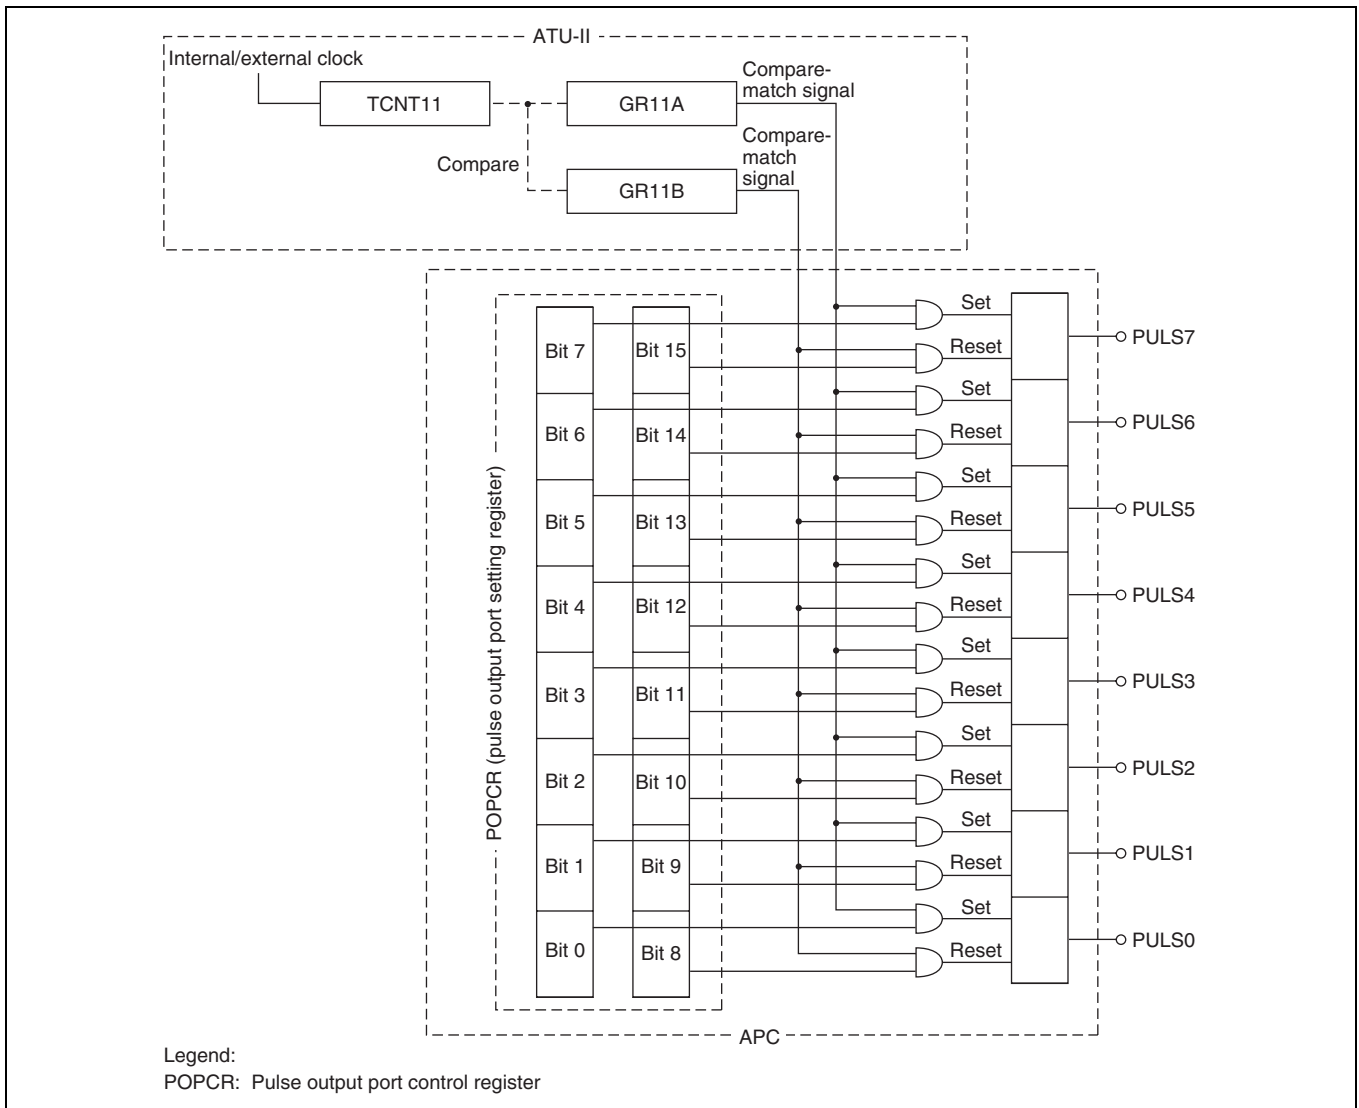 ATU-II
Internal/external clock
TCNT11
GR11A
Compare-
match signal
Compare
GR11B
Compare-
match
signal
POPCR (pulse output port setting register)
Bit 7
Bit 15
Set
Reset
PULS7
Bit 6
Bit 14
Set
Reset
PULS6
Bit 5
Bit 13
Set
Reset
PULS5
Bit 4
Bit 12
Set
Reset
PULS4
Bit 3
Bit 11
Set
Reset
PULS3
Bit 2
Bit 10
Set
Reset
PULS2
Bit 1
Bit 9
Set
Reset
PULS1
Bit 0
Bit 8
Set
Reset
PULS0
APC
Legend:
POPCR: Pulse output port control register